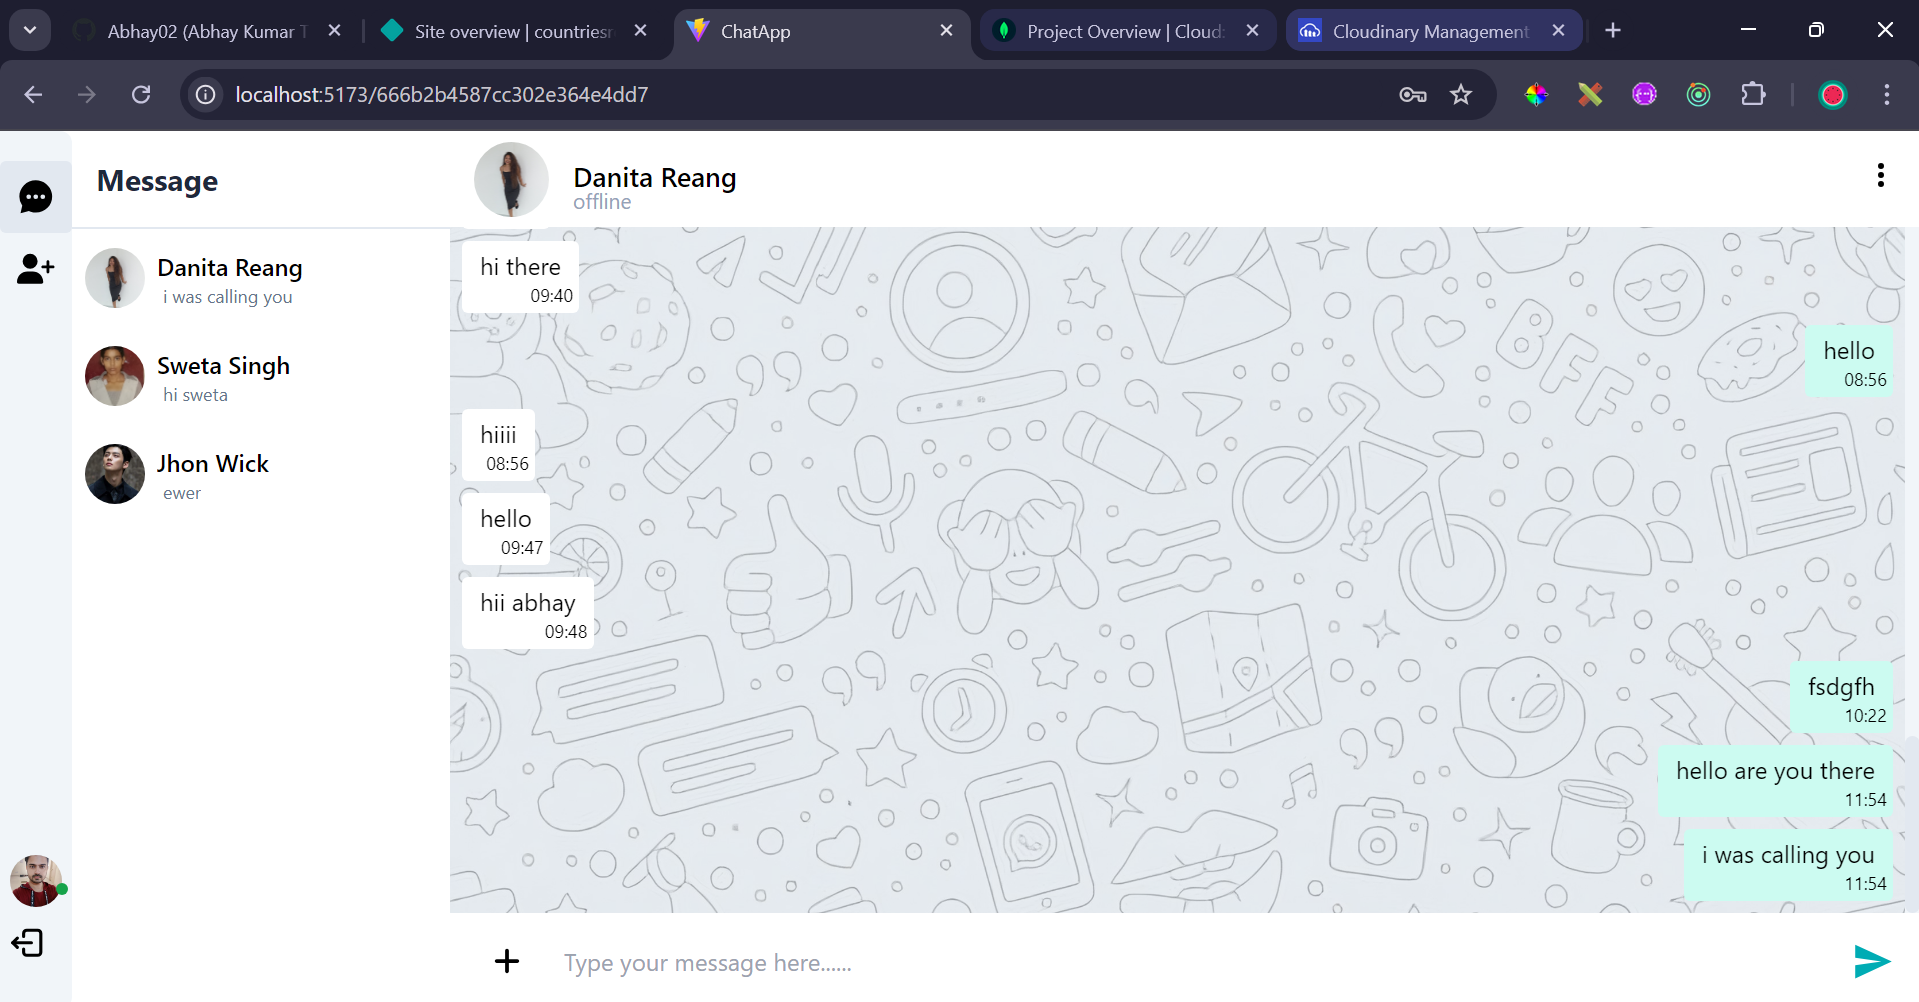 Abhay02 (Abhay Kumar T
Site overview | countriesr
ChatApp
Project Overview | Cloud:
Cloudinary Management
localhost:5173/666b2b4587cc302e364e4dd7
Message
Danita Reang
i was calling you
Sweta Singh
hi sweta
Jhon Wick
ewer
Danita Reang
offline
hi there
09:40
hello
08:56
hiiii
08:56
hello
09:47
hii abhay
09:48
fsdgfh
10:22
hello are you there
11:54
i was calling you
11:54
BFF
Type your message here......